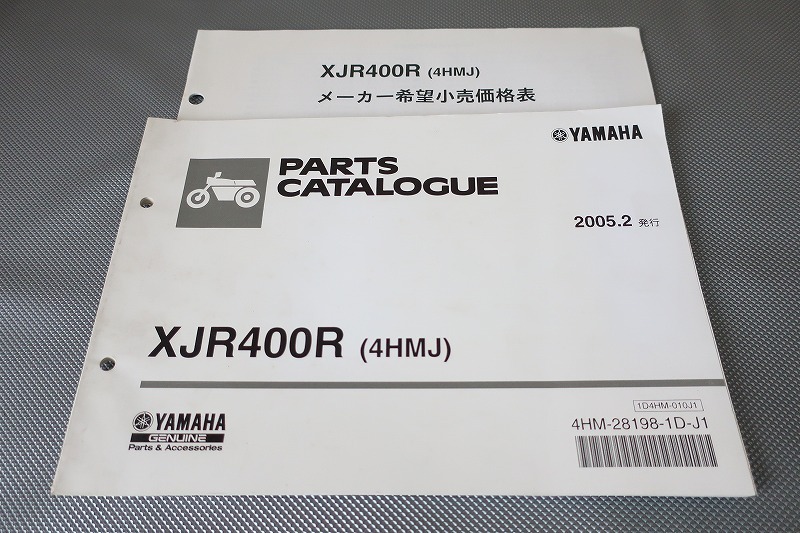 XJR400R (4HMJ)
メーカー希望小売価格表
YAMAHA
PARTS
CATALOGUE
2005.2 発行
XJR400R (4HMJ)
YAMAHA
GENUINE
Parts & Accessories
1D4HM-010J1
4HM-28198-1D-J1